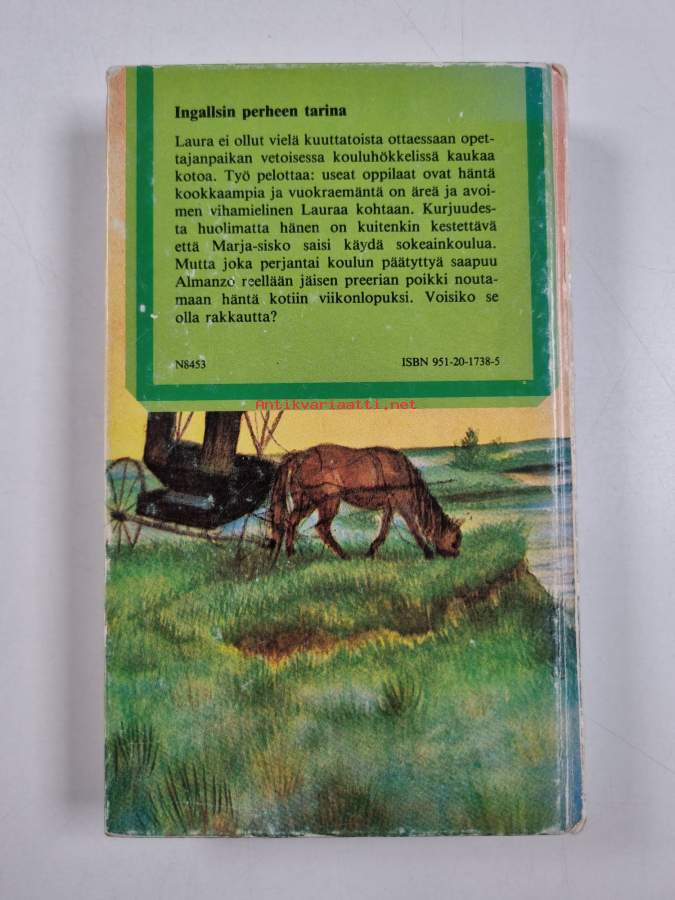 Ingallsin perheen tarina
Laura ei ollut vielä kuuttatoista ottaessaan opet-
tajanpaikan vetoisessa kouluhökkelissä kaukaa
kotoa. Työ pelottaa: useat oppilaat ovat häntä
kookkaampia ja vuokraemäntä on äreä ja avoi-
men vihamielinen Lauraa kohtaan. Kurjuudes-
ta huolimatta hänen on kuitenkin kestettävä
että Marja-sisko saisi käydä sokeainkoulua.
Mutta joka perjantai koulun päätyttyä saapuu
Almanzo reellään jäisen preerian poikki nouta-
maan häntä kotiin viikonlopuksi. Voisiko se
olla rakkautta?
N8453 ISBN 951-20-1738-5
Antikvariaatti.net